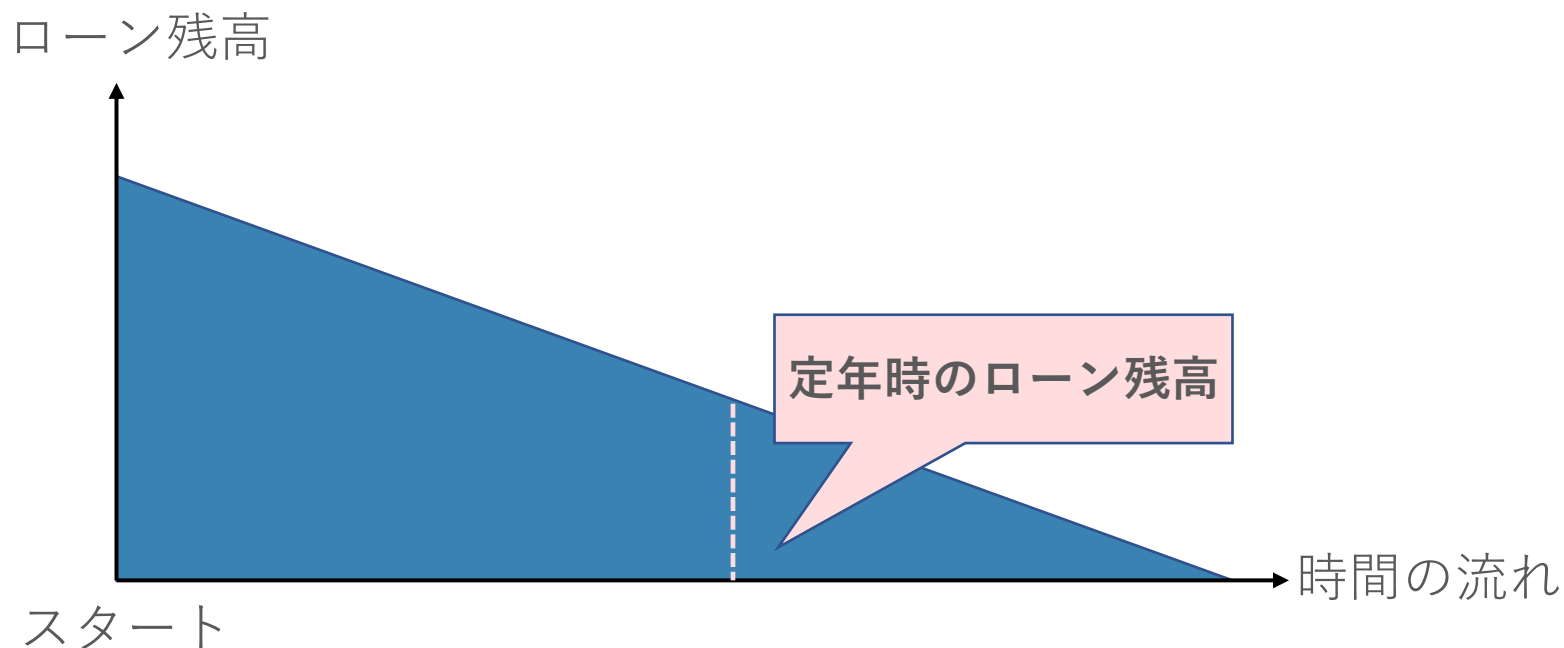 ローン残高
定年時のローン残高
時間の流れ
スタート